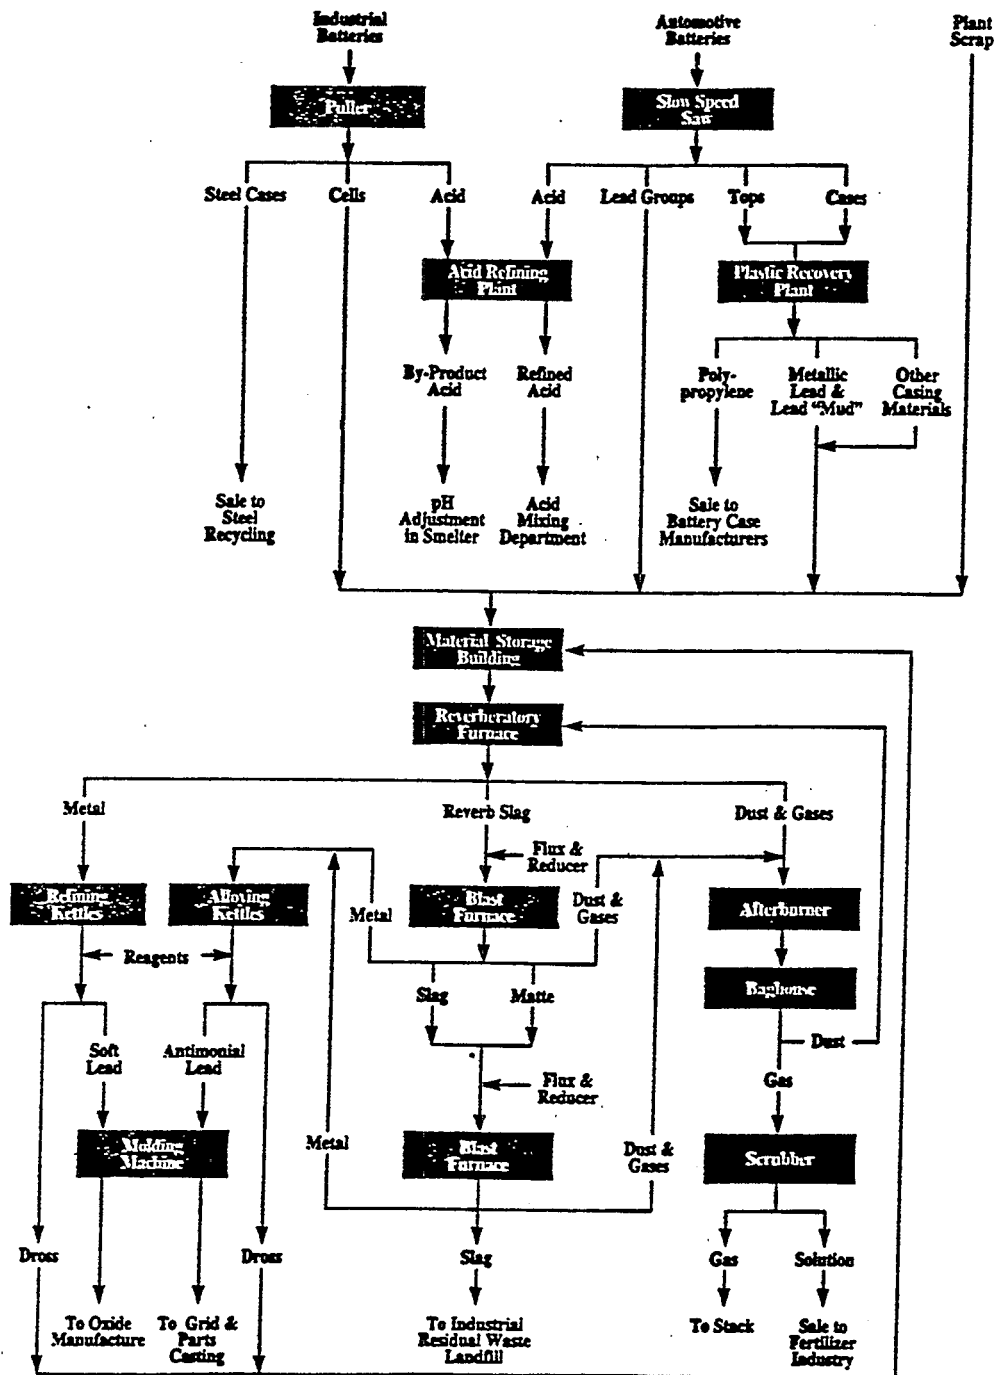 Industrial
Batteries
Automotive
Batteries
Plant
Scrap
Puller
Slow Speed
Saw
Steel Cases
Cells
Acid
Acid
Lead Groups
Tops
Cases
Acid Refining
Plant
Plastic Recovery
Plant
By-Product
Acid
Refined
Acid
Poly-
propylene
Metallic
Lead &
Lead "Mud"
Other
Casing
Materials
Sale to
Steel
Recycling
pH
Adjustment
in Smelter
Acid
Mixing
Department
Sale to
Battery Case
Manufacturers
Material Storage
Building
Reverberatory
Furnace
Metal
Reverb Slag
Dust & Gases
Flux &
Reducer
Refining
Kettles
Alloying
Kettles
Metal
Blast
Furnace
Dust &
Gases
Afterburner
Reagents
Slag
Matte
Baghouse
Soft
Lead
Antimonial
Lead
Dust
Flux &
Reducer
Gas
Molding
Machine
Metal
Blast
Furnace
Dust &
Gases
Scrubber
Dross
Dross
Slag
Gas
Solution
To Oxide
Manufacture
To Grid &
Parts
Casting
To Industrial
Residual Waste
Landfill
To Stack
Sale to
Fertilizer
Industry